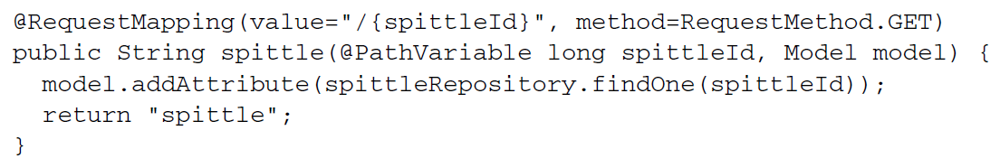 @RequestMapping(value="/{spittleId}", method=RequestMethod.GET)
public String spittle(@PathVariable long spittleId, Model model) {
  model.addAttribute(spittleRepository.findOne(spittleId));
  return "spittle";
}